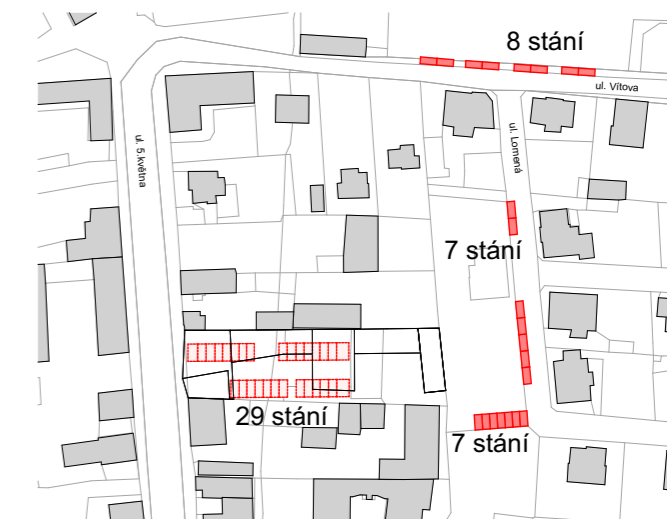 8 stání
ul. Vítova
ul. Lomená
ul. 5.května
7 stání
29 stání
7 stání